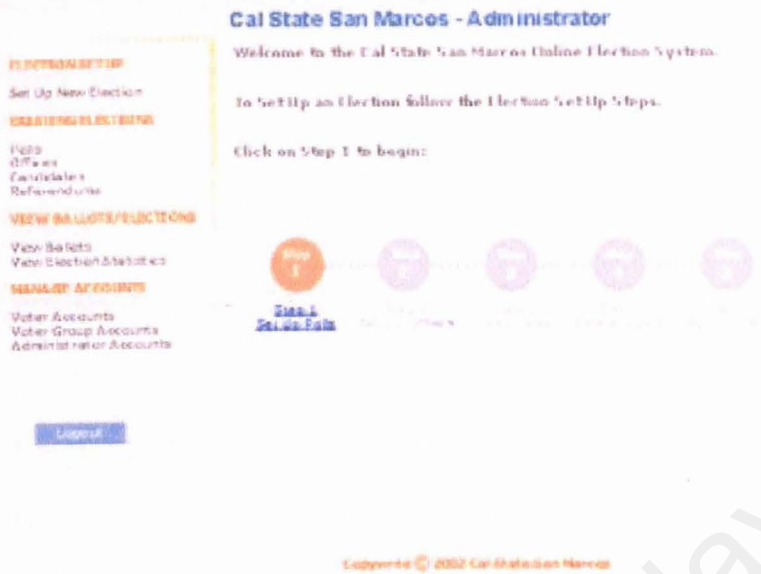 Cal State San Marcos - Administrator
Welcome to the Cal State San Marcos Online Election System.
To Set Up an Election follow the Election Set Up Steps.
Click on Step 1 to begin:
ELECTION SET UP
Set Up New Election
EXISTING ELECTIONS
Polls
Offices
Candidates
Referendums
VIEW BALLOTS/ELECTIONS
View Ballots
View Election Statistics
MANAGE ACCOUNTS
Voter Accounts
Voter Group Accounts
Administrator Accounts
Logout
Step
1
Step 1
Set Up Polls
Copyright © 2002 Cal State San Marcos